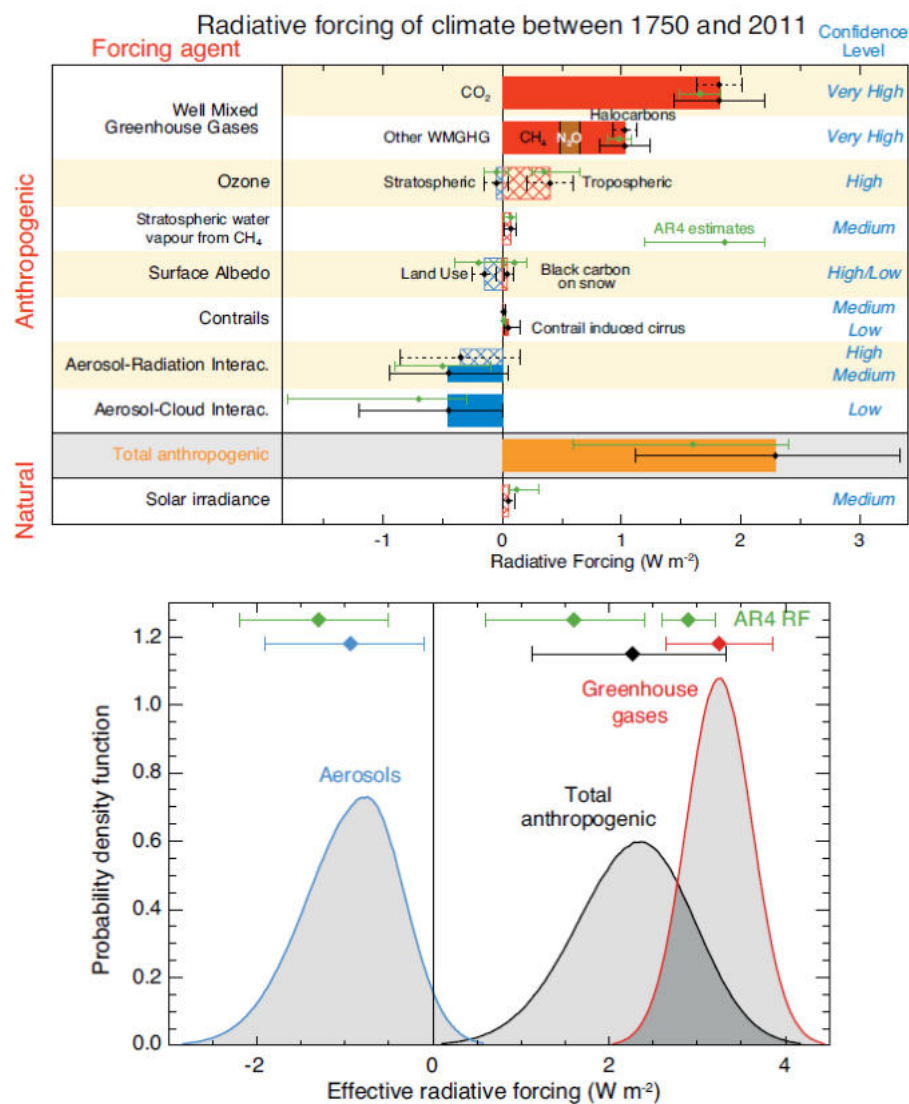 Radiative forcing of climate between 1750 and 2011
Forcing agent
Confidence
Level
Anthropogenic
Natural
Well Mixed
Greenhouse Gases
CO₂
Very High
Other WMGHG
CH₄
N₂O
Halocarbons
Very High
Ozone
Stratospheric
Tropospheric
High
Stratospheric water
vapour from CH₄
AR4 estimates
Medium
Surface Albedo
Land Use
Black carbon
on snow
High/Low
Contrails
Contrail induced cirrus
Medium
Low
Aerosol-Radiation Interac.
High
Medium
Aerosol-Cloud Interac.
Low
Total anthropogenic
Solar irradiance
Medium
-1 0 1 2 3
Radiative Forcing (W m⁻²)
AR4 RF
Greenhouse
gases
Aerosols
Total
anthropogenic
Probability density function
1.2
1.0
0.8
0.6
0.4
0.2
0.0
-2 0 2 4
Effective radiative forcing (W m⁻²)